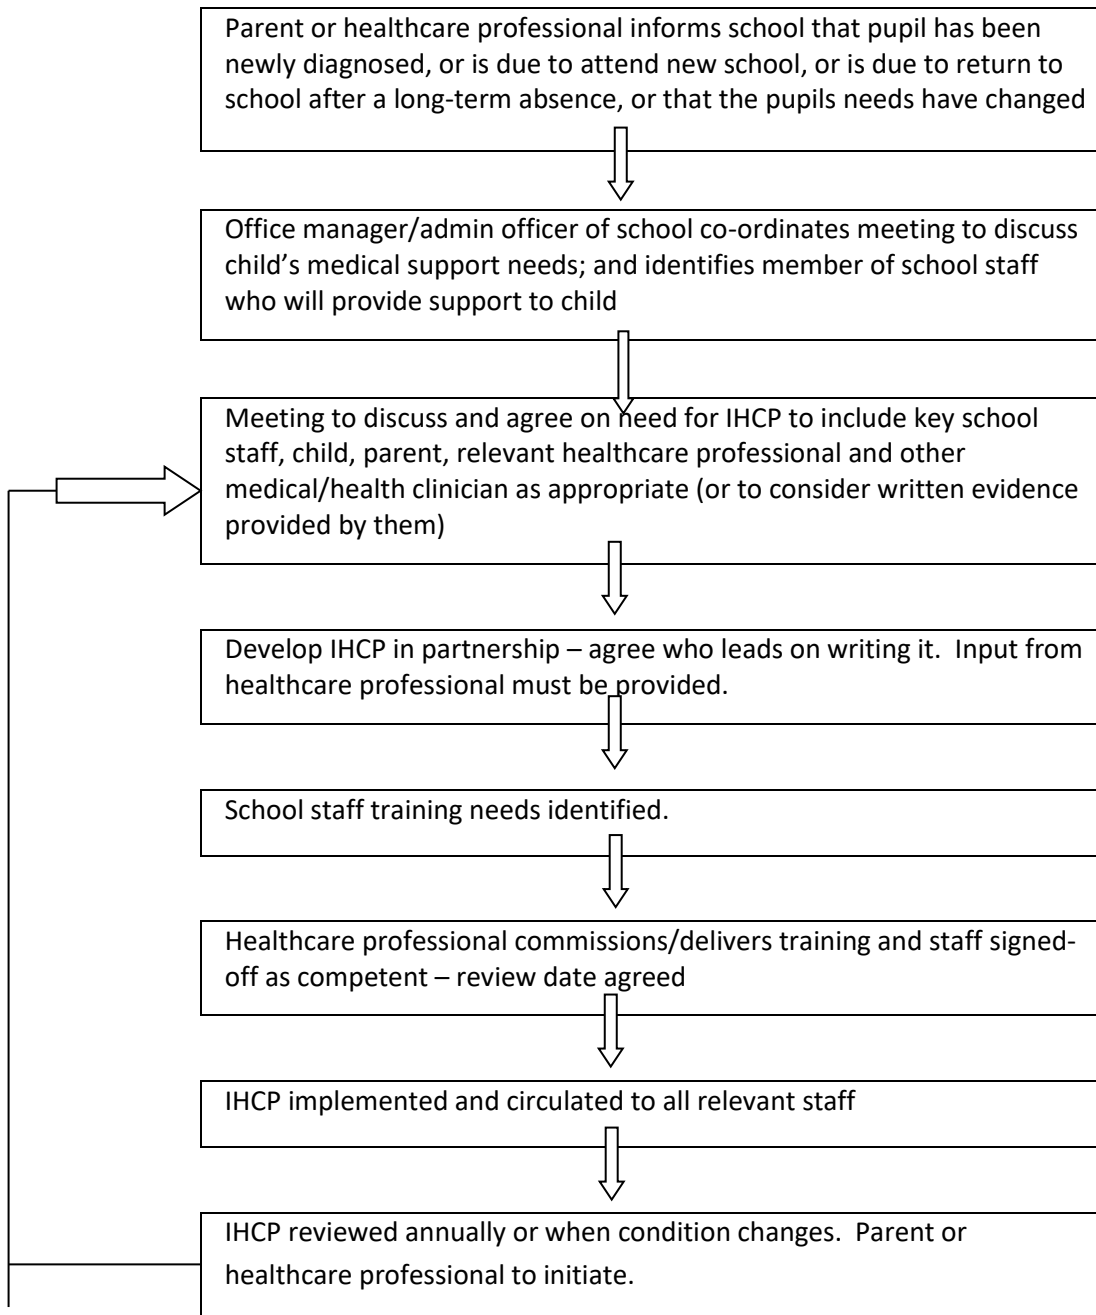 Parent or healthcare professional informs school that pupil has been
newly diagnosed, or is due to attend new school, or is due to return to
school after a long-term absence, or that the pupils needs have changed
Office manager/admin officer of school co-ordinates meeting to discuss
child’s medical support needs; and identifies member of school staff
who will provide support to child
Meeting to discuss and agree on need for IHCP to include key school
staff, child, parent, relevant healthcare professional and other
medical/health clinician as appropriate (or to consider written evidence
provided by them)
Develop IHCP in partnership – agree who leads on writing it.  Input from
healthcare professional must be provided.
School staff training needs identified.
Healthcare professional commissions/delivers training and staff signed-
off as competent – review date agreed
IHCP implemented and circulated to all relevant staff
IHCP reviewed annually or when condition changes.  Parent or
healthcare professional to initiate.